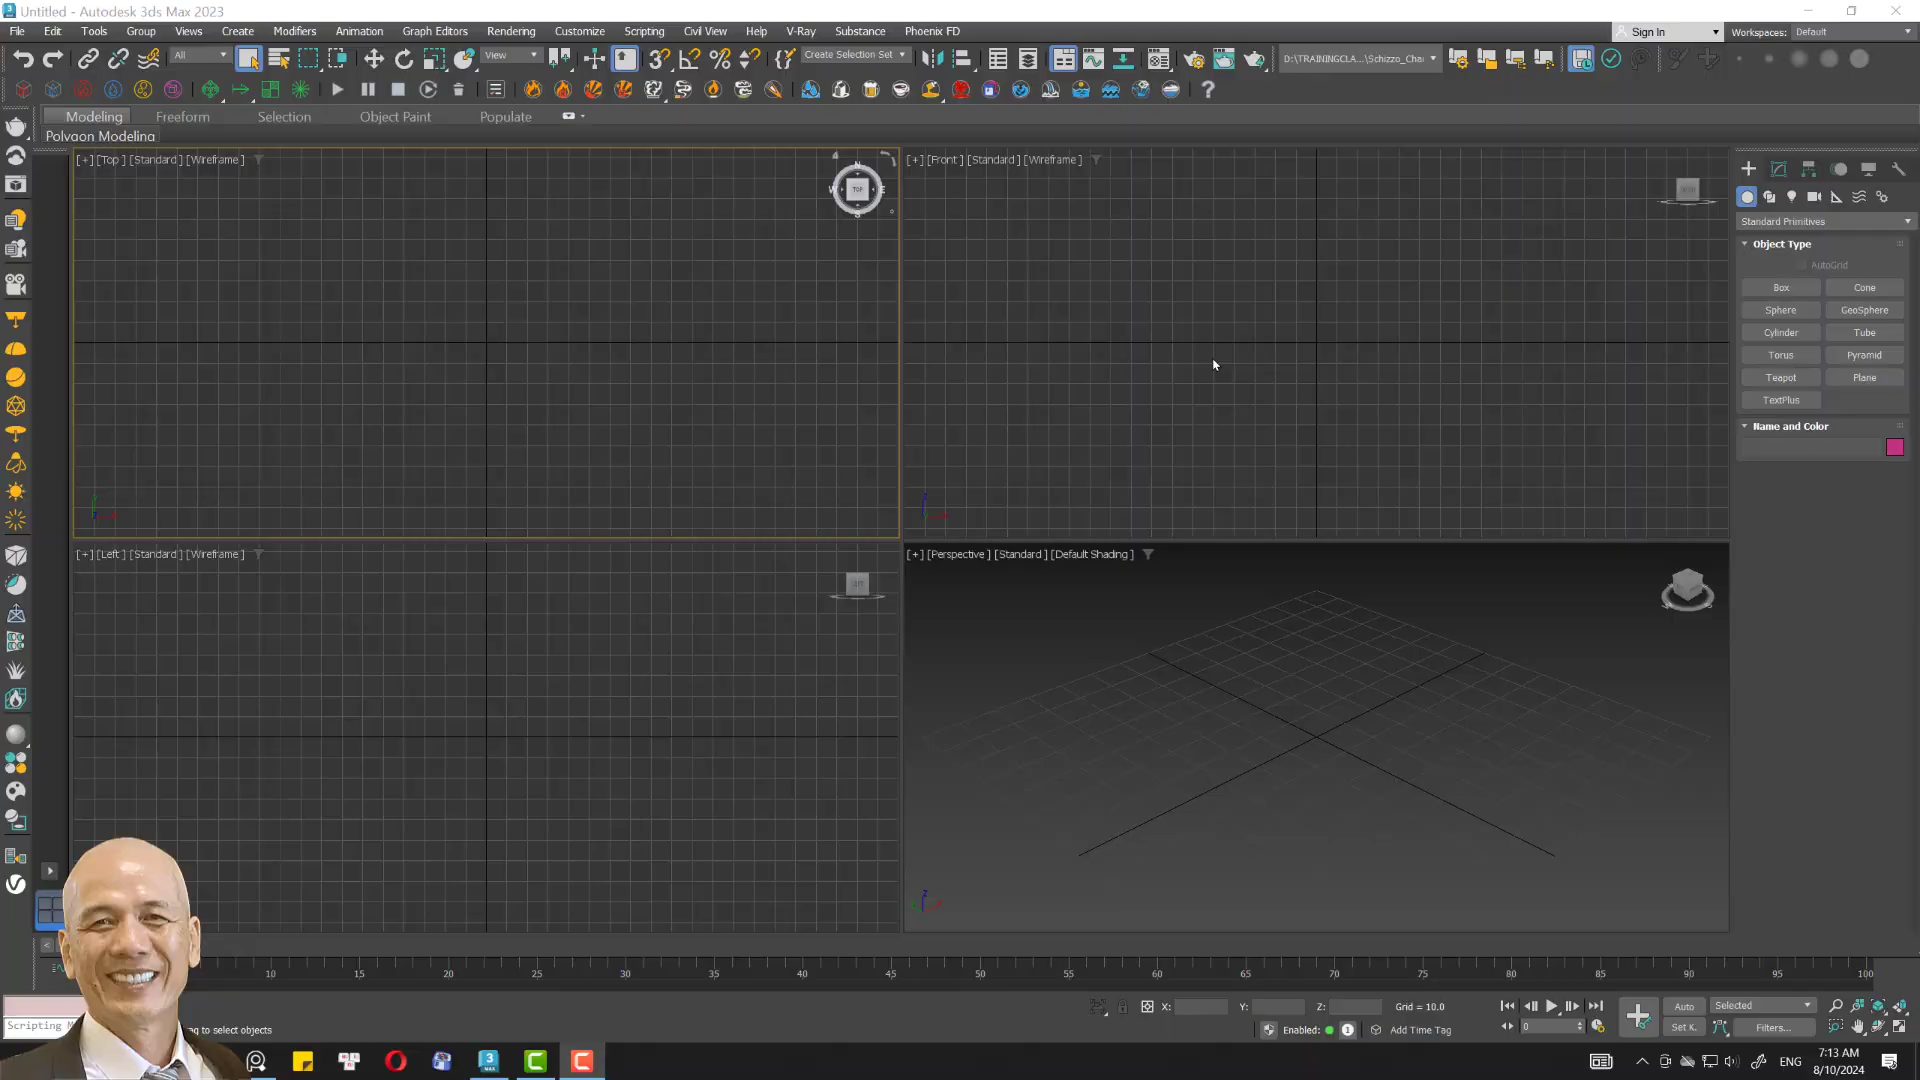 Untitled - Autodesk 3ds Max 2023
File Edit Tools Group Views Create Modifiers Animation Graph Editors Rendering Customize Scripting Civil View Help V-Ray Substance Phoenix FD
Sign In Workspaces: Default
All View Create Selection Set D:\TRAININGCLA...\Schizzo_Cha
Modeling Freeform Selection Object Paint Populate
Polygon Modeling
[+] [Top ] [Standard ] [Wireframe ]
[+] [Front ] [Standard ] [Wireframe ]
N
W TOP E
S
Standard Primitives
Object Type
AutoGrid
Box Cone
Sphere GeoSphere
Cylinder Tube
Torus Pyramid
Teapot Plane
TextPlus
Name and Color
[+] [Left ] [Standard ] [Wireframe ]
[+] [Perspective ] [Standard ] [Default Shading ]
10 15 20 25 30 35 40 45 50 55 60 65 70 75 80 85 90 95 100
X: Y: Z: Grid = 10.0
Auto Selected
Scripting M
ag to select objects
Enabled: Add Time Tag
0 Set K. Filters...
ENG
7:13 AM
8/10/2024